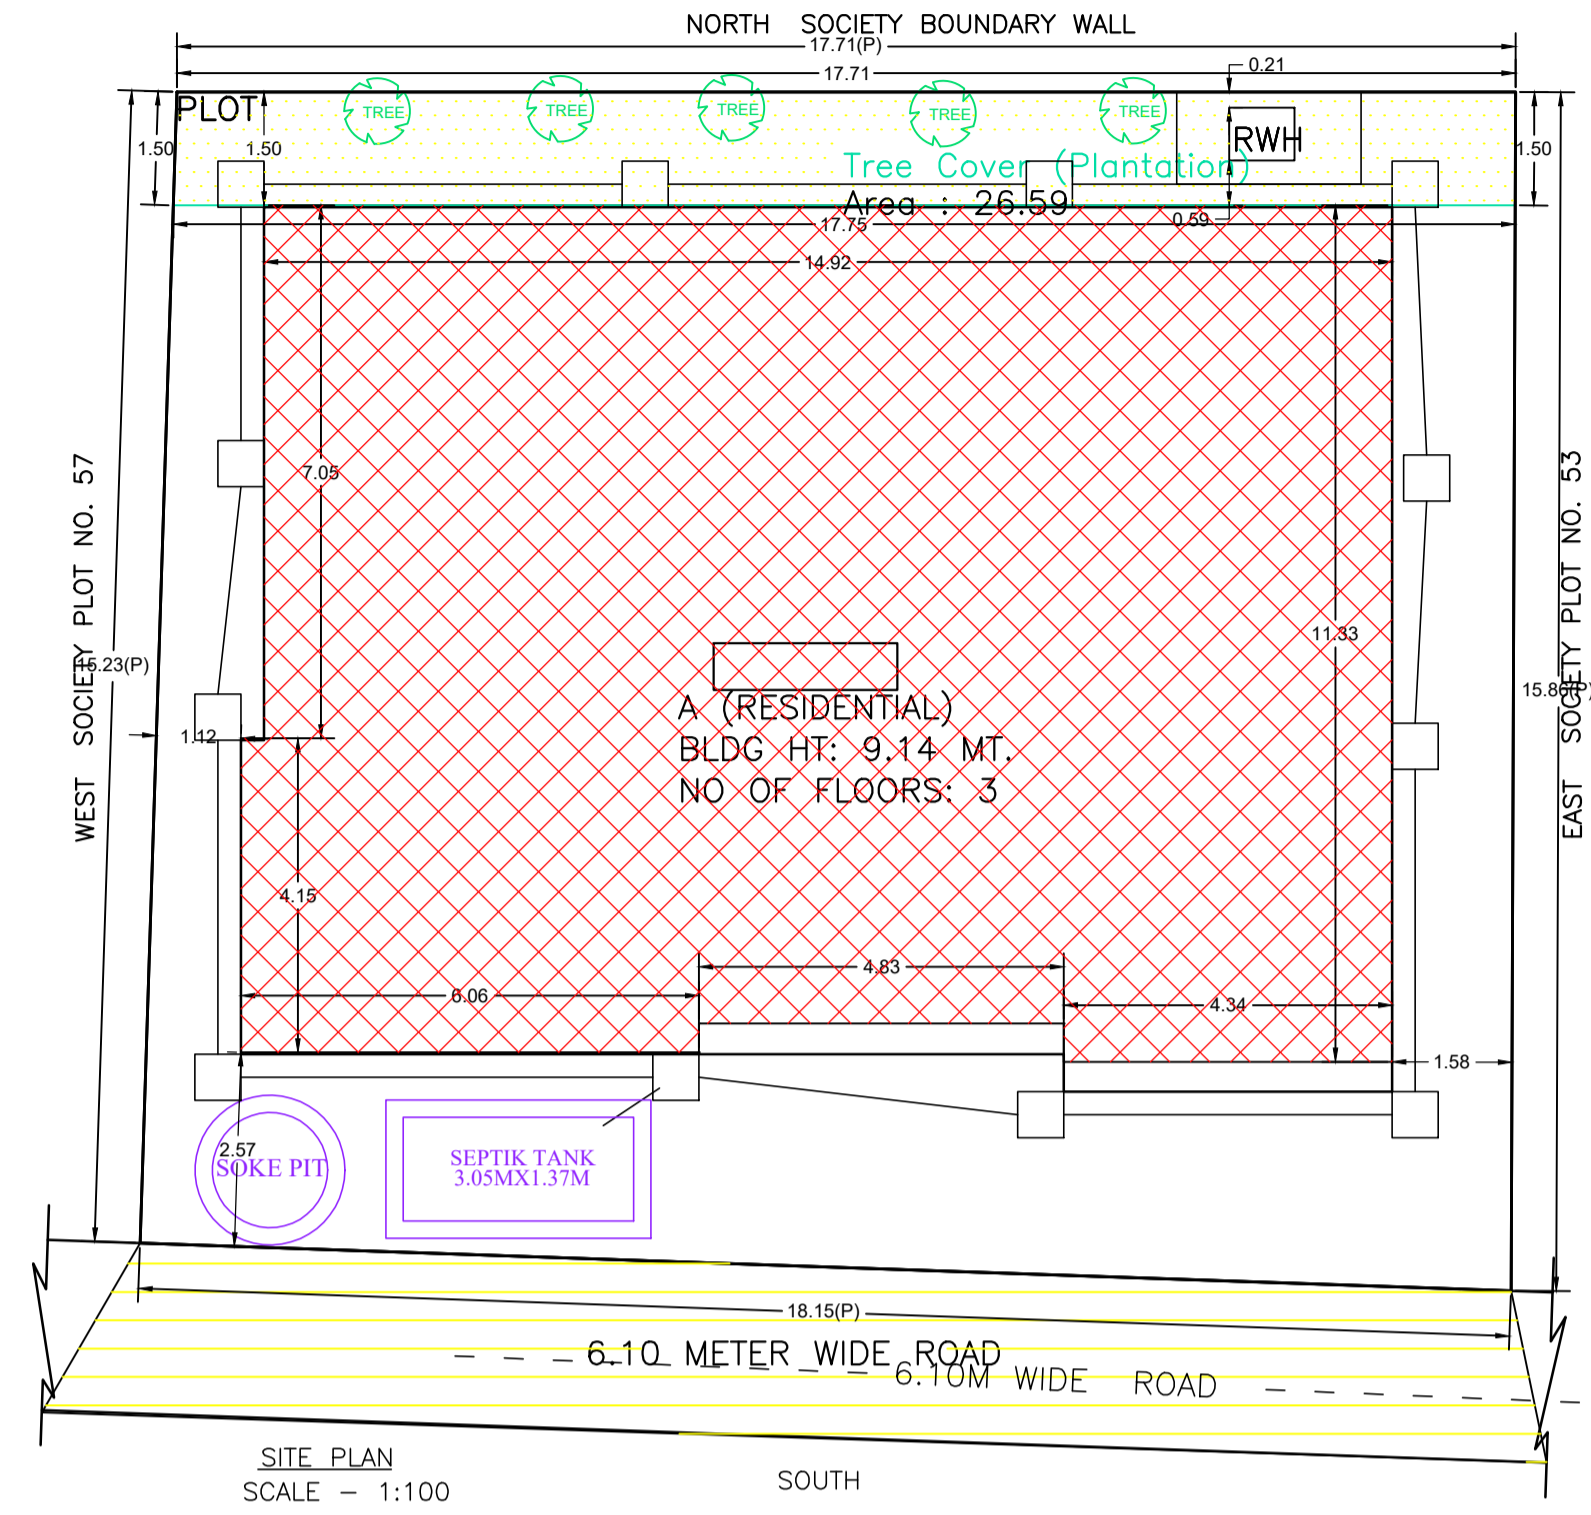 NORTH SOCIETY BOUNDARY WALL
17.71(P)
17.71
0.21
PLOT
TREE
TREE
TREE
TREE
TREE
RWH
1.50
1.50
1.50
Tree Cover (Plantation)
Area : 26.59
0.59
17.75
14.92
7.05
WEST SOCIETY PLOT NO. 57
EAST SOCIETY PLOT NO. 53
11.33
15.23(P)
15.86(P)
A (RESIDENTIAL)
BLDG HT: 9.14 MT.
NO OF FLOORS: 3
1.12
4.15
4.83
6.06
4.34
1.58
2.57
SOKE PIT
SEPTIK TANK
3.05MX1.37M
18.15(P)
6.10 METER WIDE ROAD
6.10M WIDE ROAD
SITE PLAN
SCALE - 1:100
SOUTH